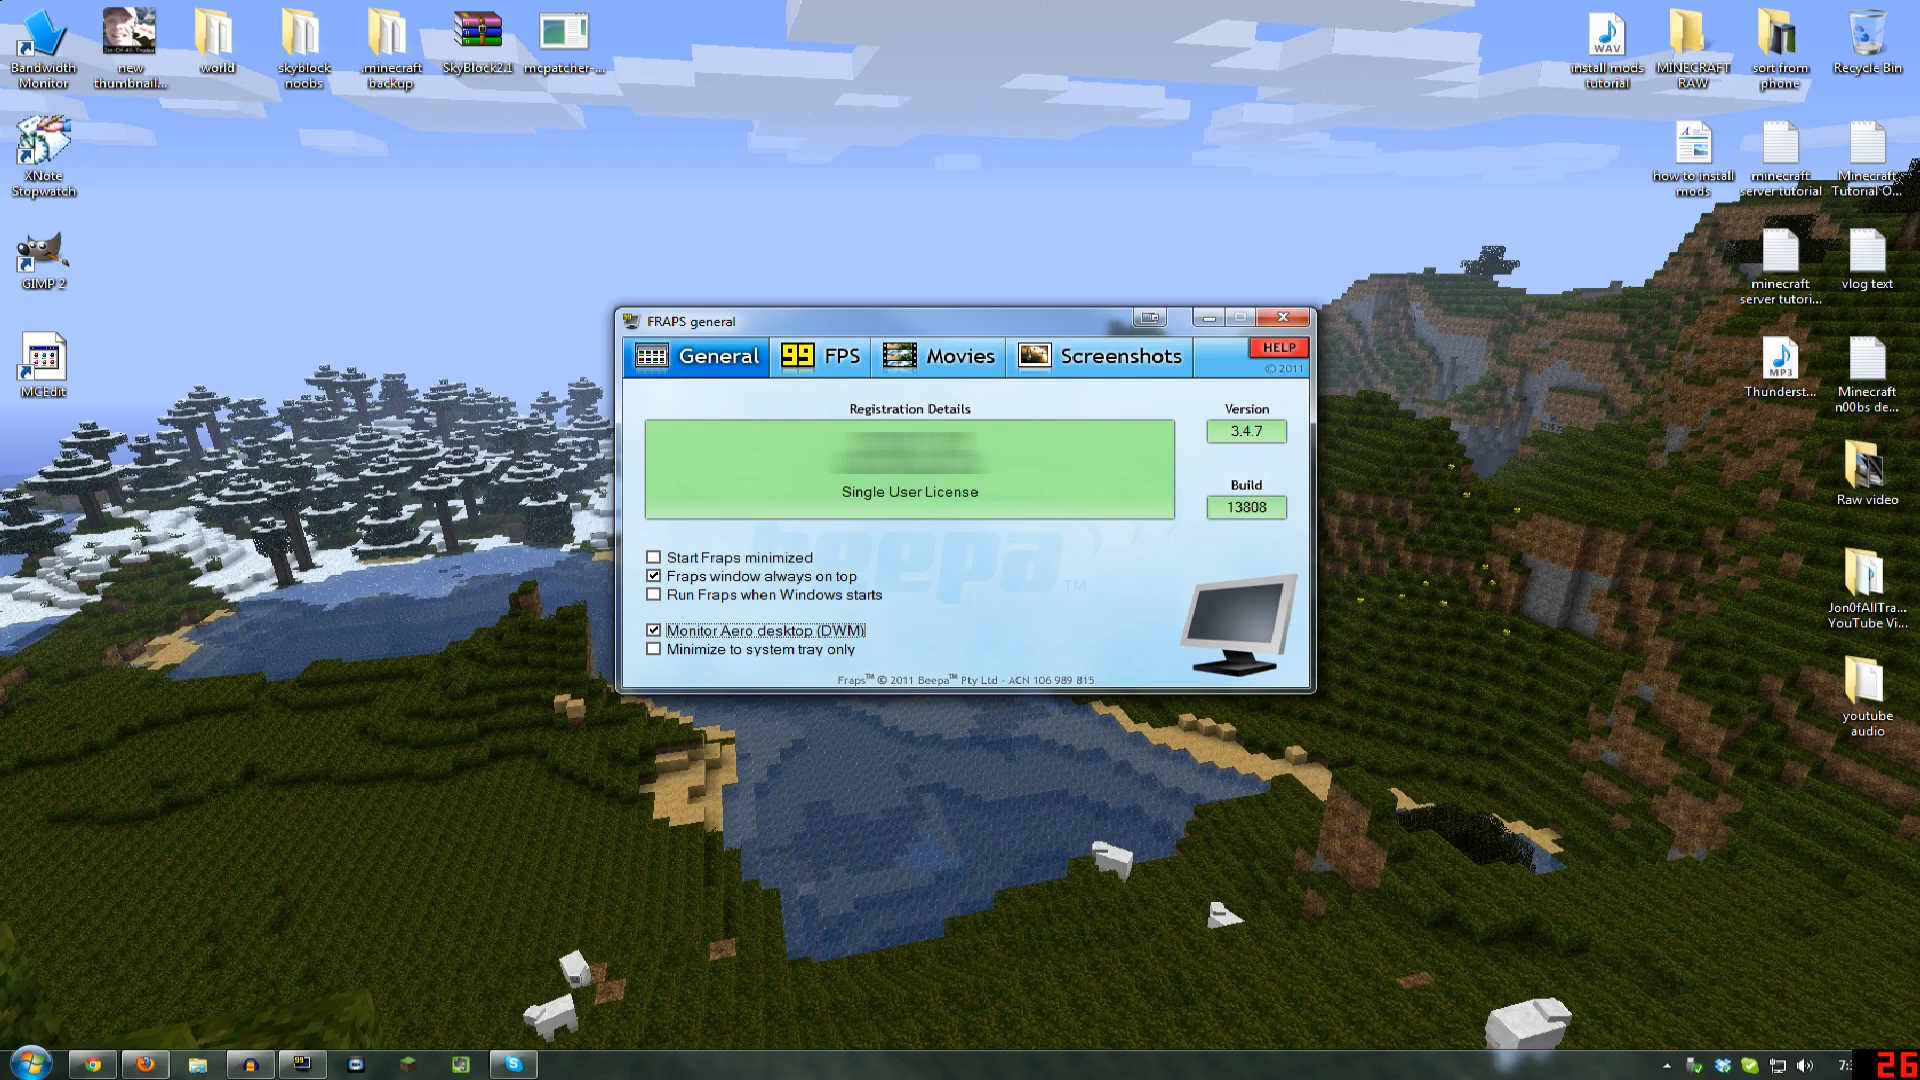 Bandwidth
Monitor
new
thumbnail...
world
skyblock
noobs
.minecraft
backup
SkyBlock2.1
mcpatcher-...
install mods
tutorial
MINECRAFT
RAW
sort from
phone
Recycle Bin
XNote
Stopwatch
how to install
mods
minecraft
server tutorial
Minecraft
Tutorial O...
GIMP 2
minecraft
server tutori...
vlog text
MCEdit
WAV
MP3
Thunderst...
Minecraft
n00bs de...
Raw video
Jon0fAllTra...
YouTube Vi...
youtube
audio
FRAPS general
General
99 FPS
Movies
Screenshots
HELP
© 2011
Registration Details
Single User License
Version
3.4.7
Build
13808
beepa™
Start Fraps minimized
Fraps window always on top
Run Fraps when Windows starts
Monitor Aero desktop (DWM)
Minimize to system tray only
Fraps™ © 2011 Beepa™ Pty Ltd - ACN 106 989 815
99
26